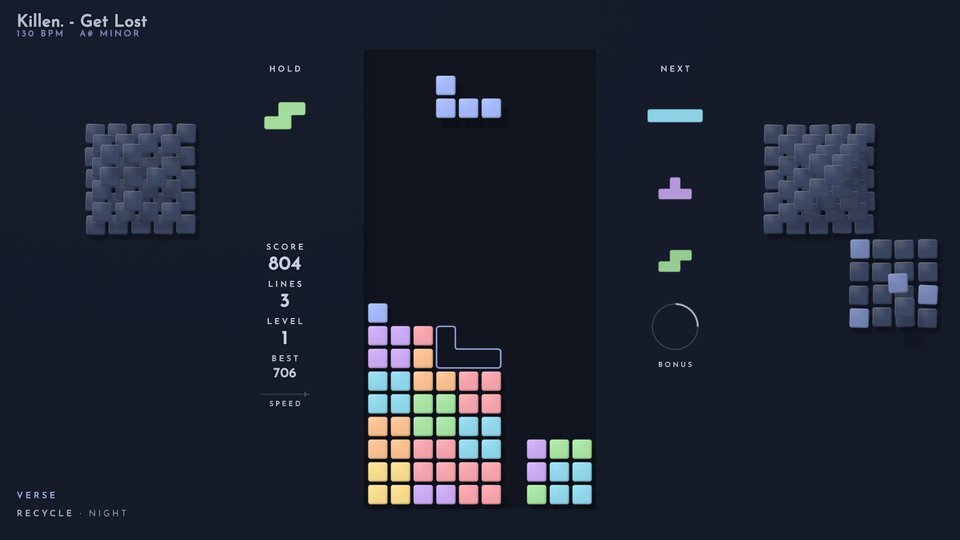 Killen. - Get Lost
130 BPM A# MINOR
HOLD
NEXT
SCORE
804
LINES
3
LEVEL
1
BEST
706
SPEED
BONUS
VERSE
RECYCLE · NIGHT